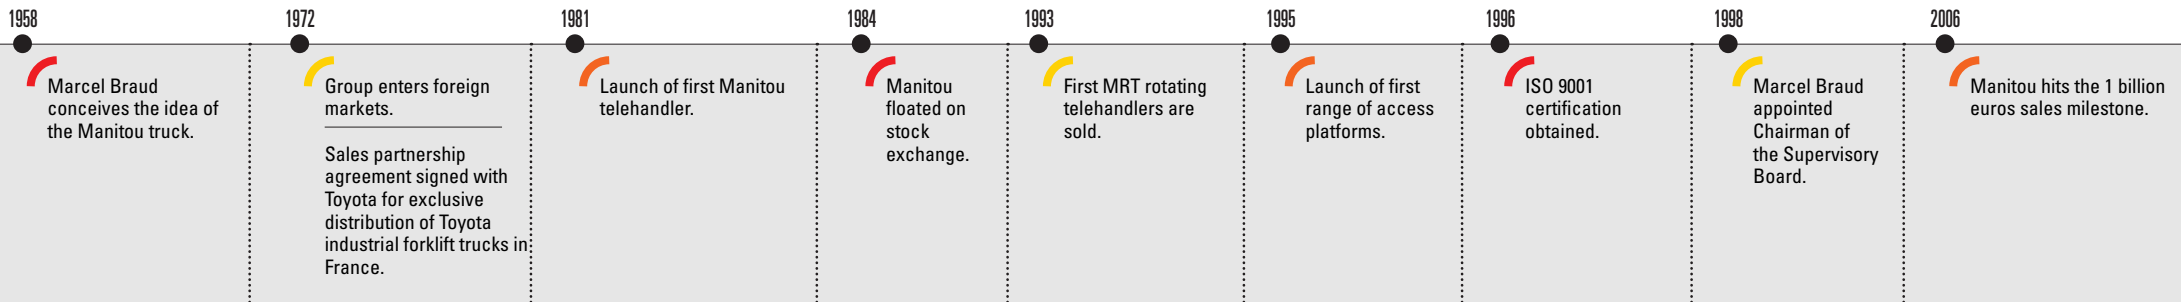 1958
Marcel Braud
conceives the idea of
the Manitou truck.
1972
Group enters foreign
markets.
Sales partnership
agreement signed with
Toyota for exclusive
distribution of Toyota
industrial forklift trucks in
France.
1981
Launch of first Manitou
telehandler.
1984
Manitou
floated on
stock
exchange.
1993
First MRT rotating
telehandlers are
sold.
1995
Launch of first
range of access
platforms.
1996
ISO 9001
certification
obtained.
1998
Marcel Braud
appointed
Chairman of
the Supervisory
Board.
2006
Manitou hits the 1 billion
euros sales milestone.